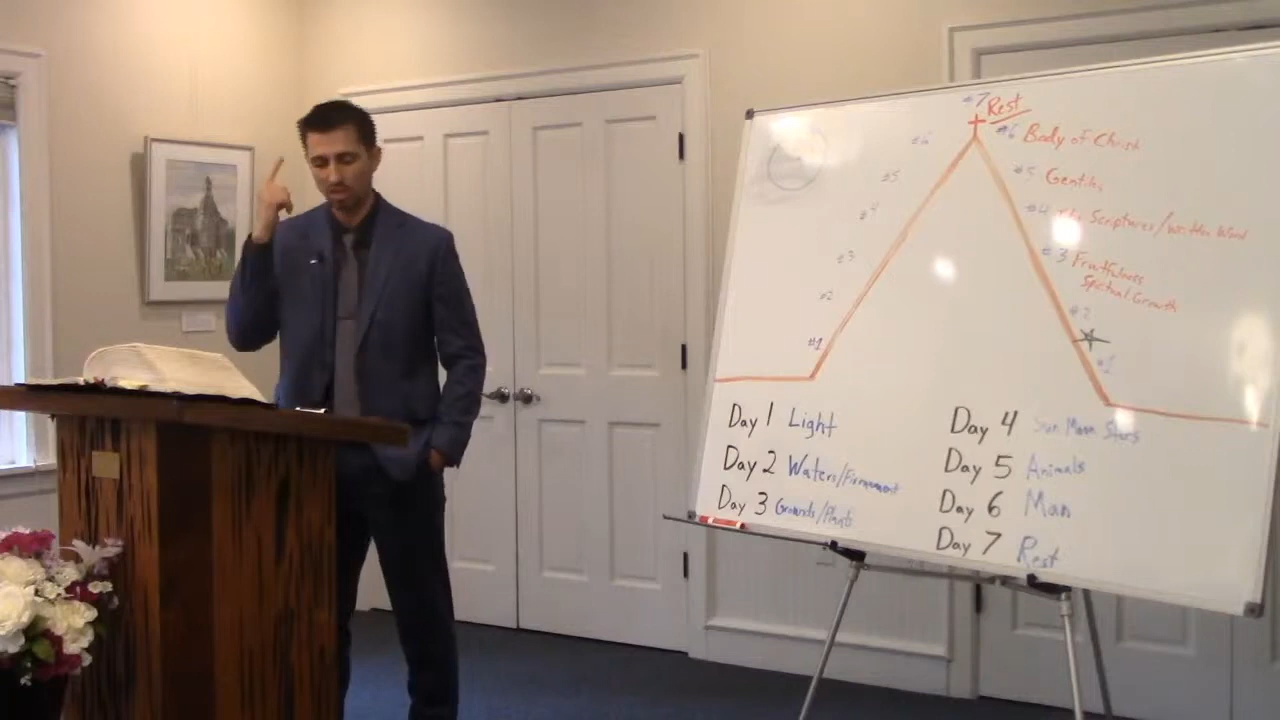 #7 Rest
#6
#6 Body of Christ
#5
#5 Gentiles
#4
#4 The Scriptures/written Word
#3
#3 Fruitfulness
Spiritual Growth
#2
#2
#1
#1
Day 1 Light
Day 2 Waters/Firmament
Day 3 Grounds/Plants
Day 4 Sun Moon Stars
Day 5 Animals
Day 6 Man
Day 7 Rest